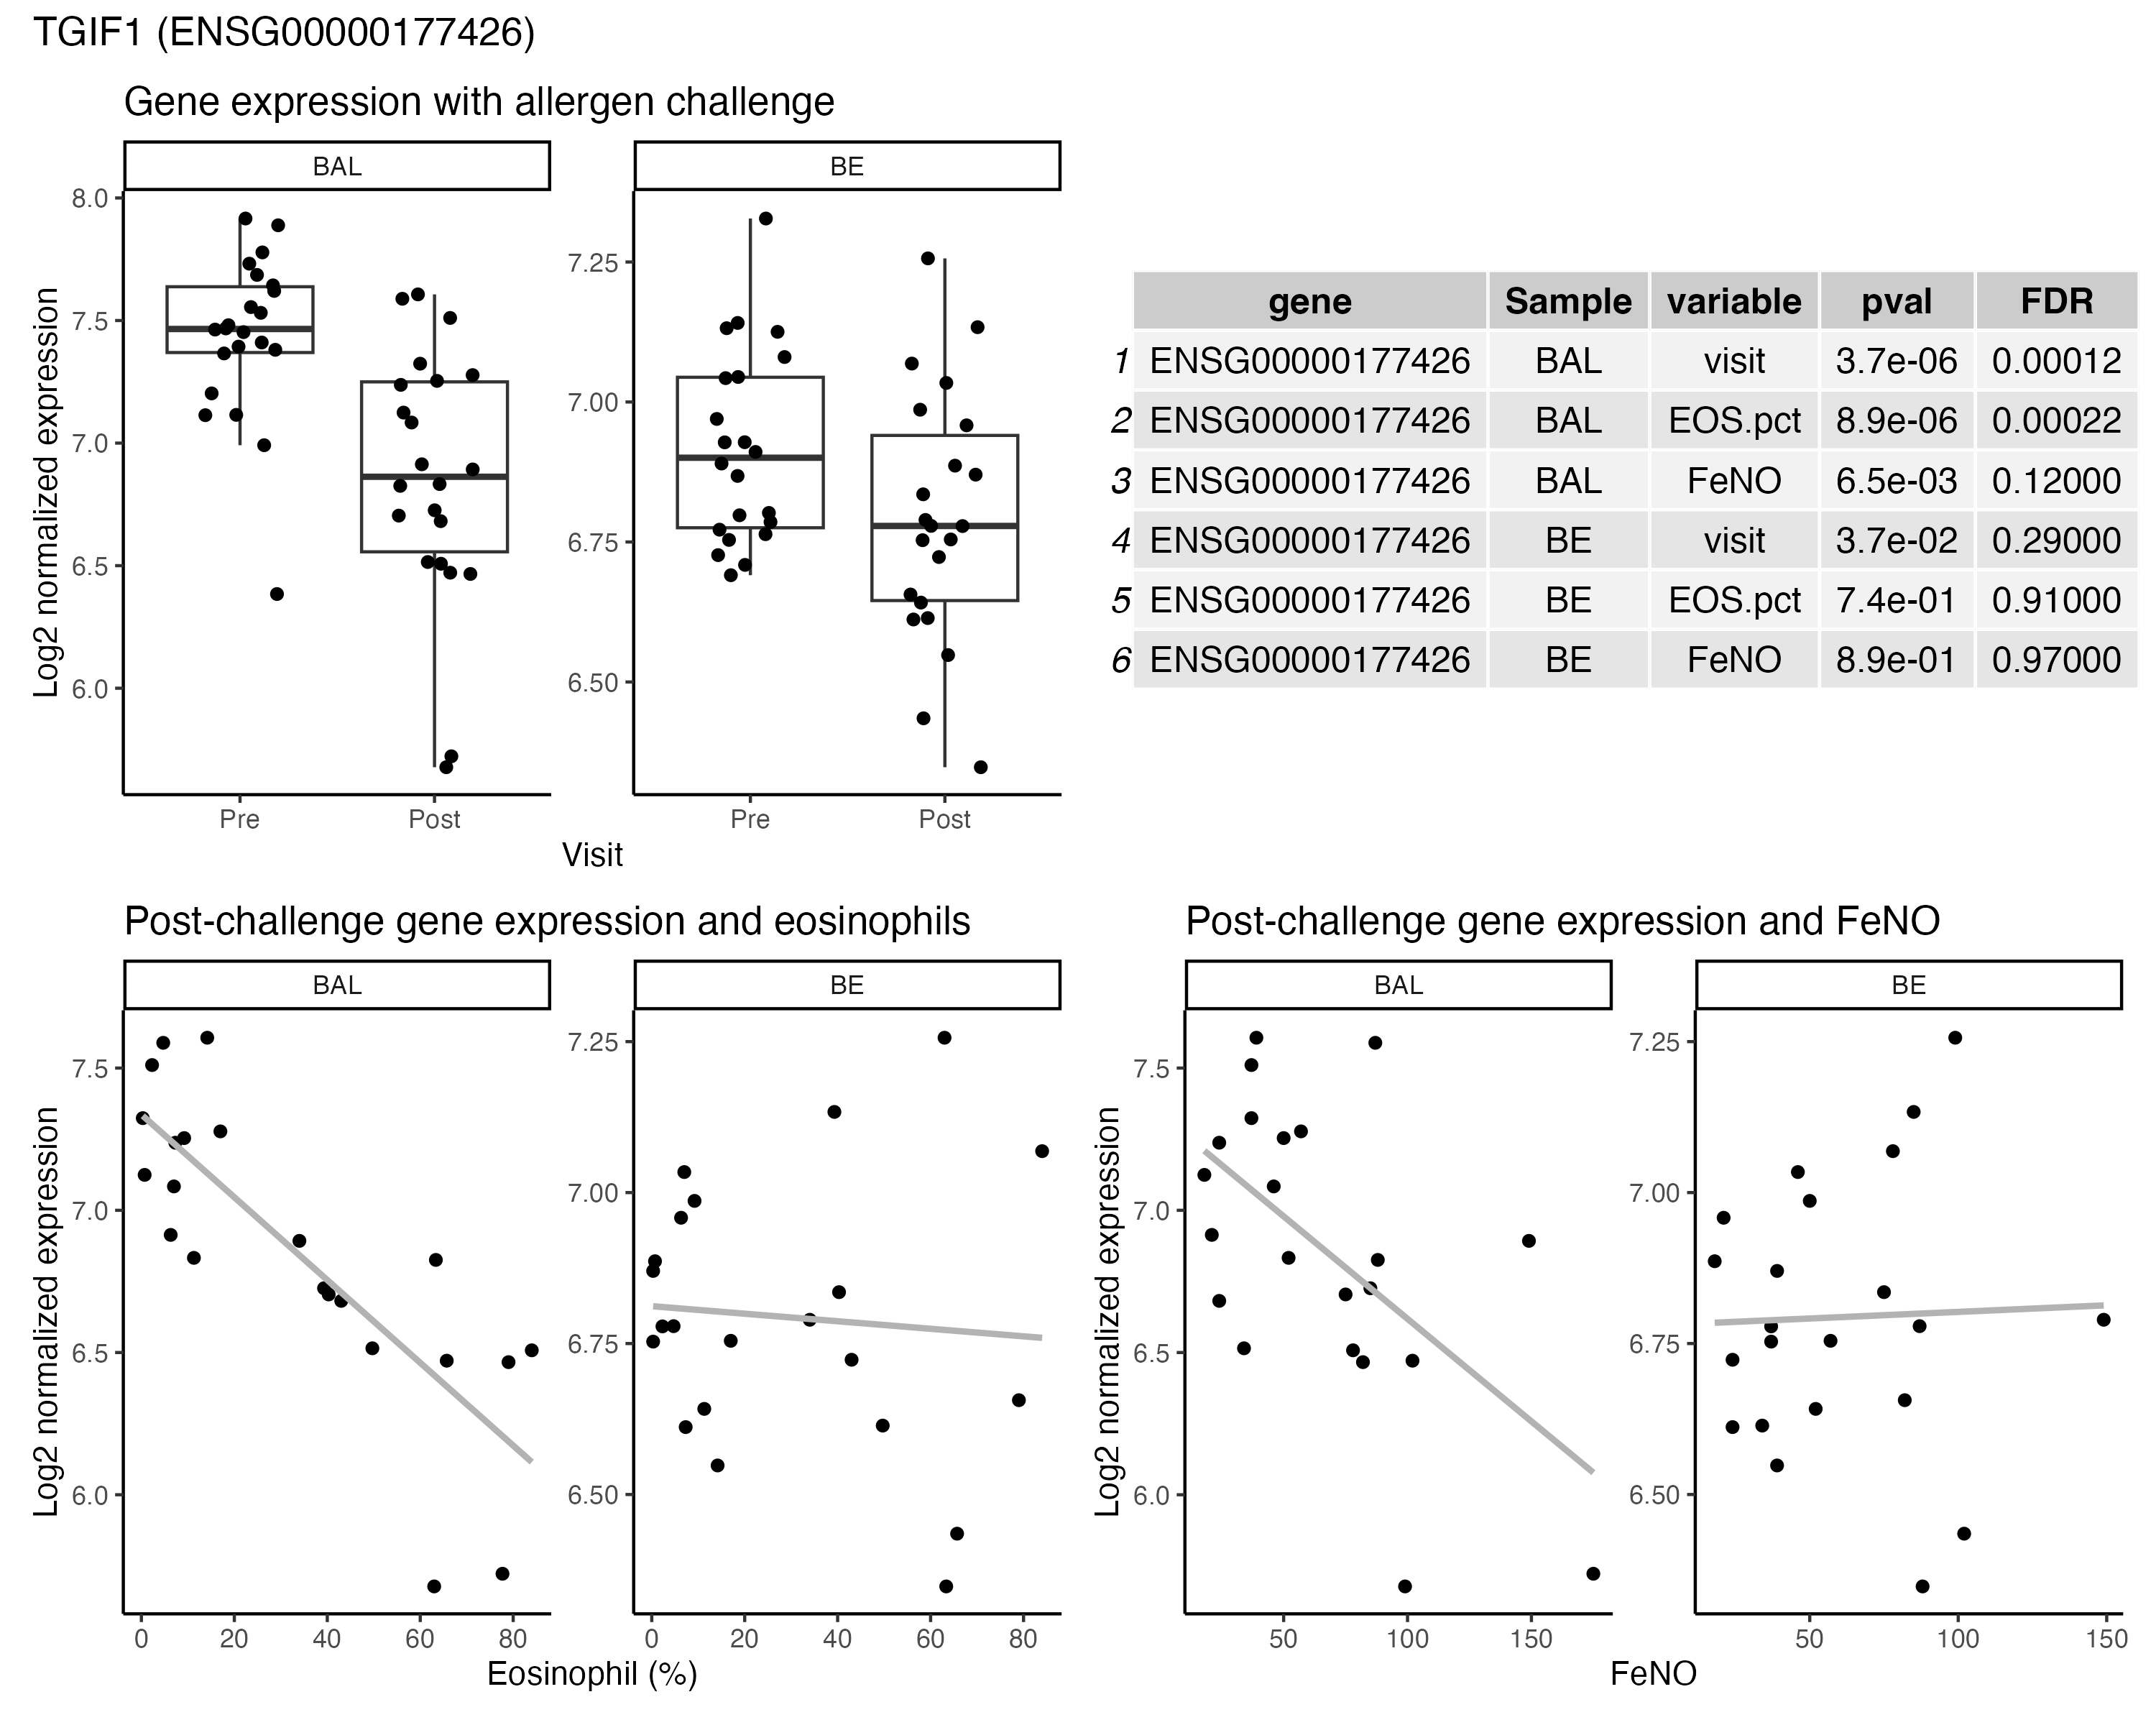 TGIF1 (ENSG00000177426)
Gene expression with allergen challenge
BAL
BE
Log2 normalized expression
8.0
7.5
7.0
6.5
6.0
7.25
7.00
6.75
6.50
Pre
Post
Pre
Post
Visit
gene Sample variable pval FDR
1 ENSG00000177426 BAL visit 3.7e-06 0.00012
2 ENSG00000177426 BAL EOS.pct 8.9e-06 0.00022
3 ENSG00000177426 BAL FeNO 6.5e-03 0.12000
4 ENSG00000177426 BE visit 3.7e-02 0.29000
5 ENSG00000177426 BE EOS.pct 7.4e-01 0.91000
6 ENSG00000177426 BE FeNO 8.9e-01 0.97000
Post-challenge gene expression and eosinophils
BAL
BE
Log2 normalized expression
7.5
7.0
6.5
6.0
7.25
7.00
6.75
6.50
0 20 40 60 80
0 20 40 60 80
Eosinophil (%)
Post-challenge gene expression and FeNO
BAL
BE
Log2 normalized expression
7.5
7.0
6.5
6.0
7.25
7.00
6.75
6.50
50 100 150
50 100 150
FeNO